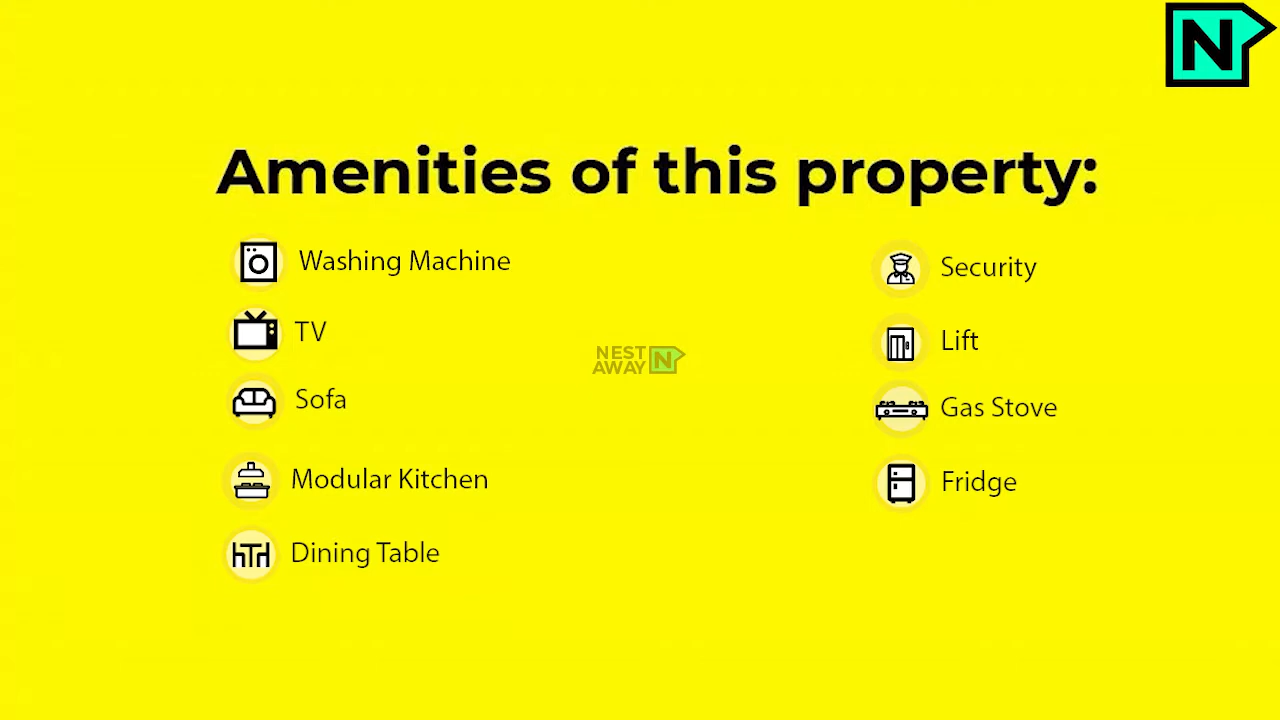 N
Amenities of this property:
Washing Machine
TV
Sofa
Modular Kitchen
Dining Table
NEST
AWAY N
Security
Lift
Gas Stove
Fridge